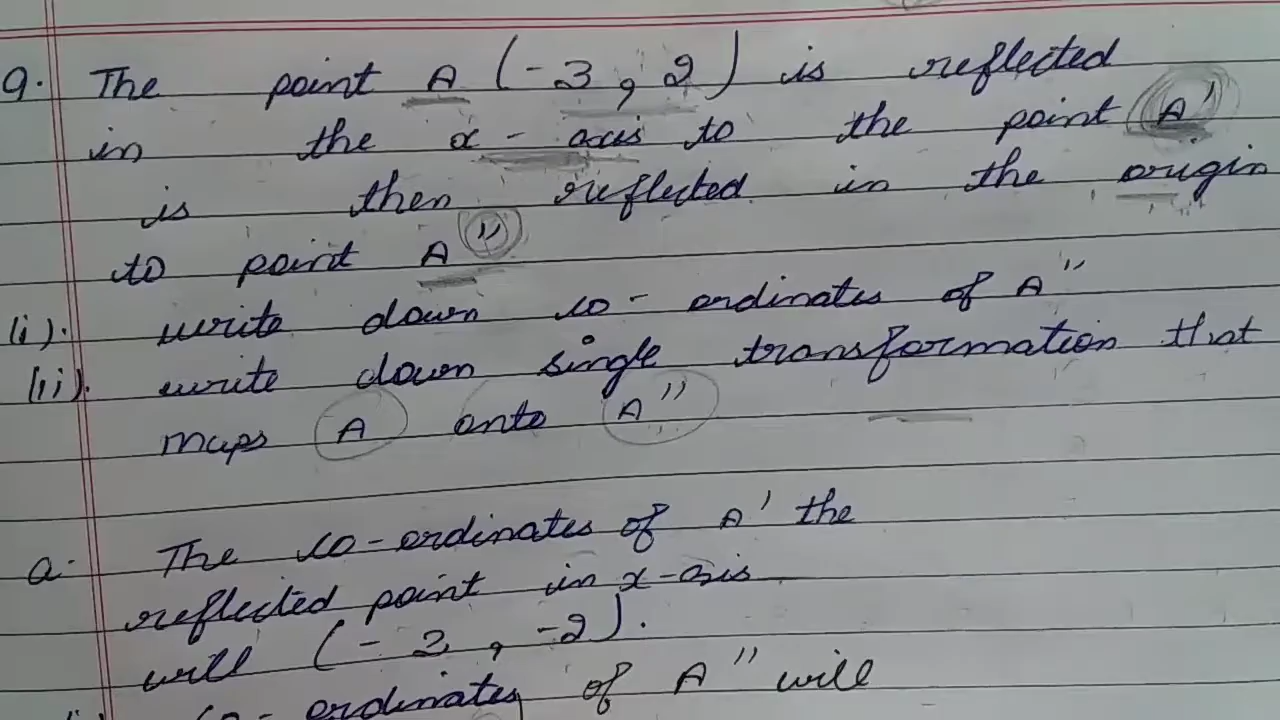 9. The point A (-3, 2) is reflected
in the x-axis to the point A'
is then reflected in the origin
to point A"
(i). write down co-ordinates of A"
(ii). write down single transformation that
maps A onto A"
a. The co-ordinates of A' the
reflected point in x-axis
will (-3, -2).
co-ordinates of A" will